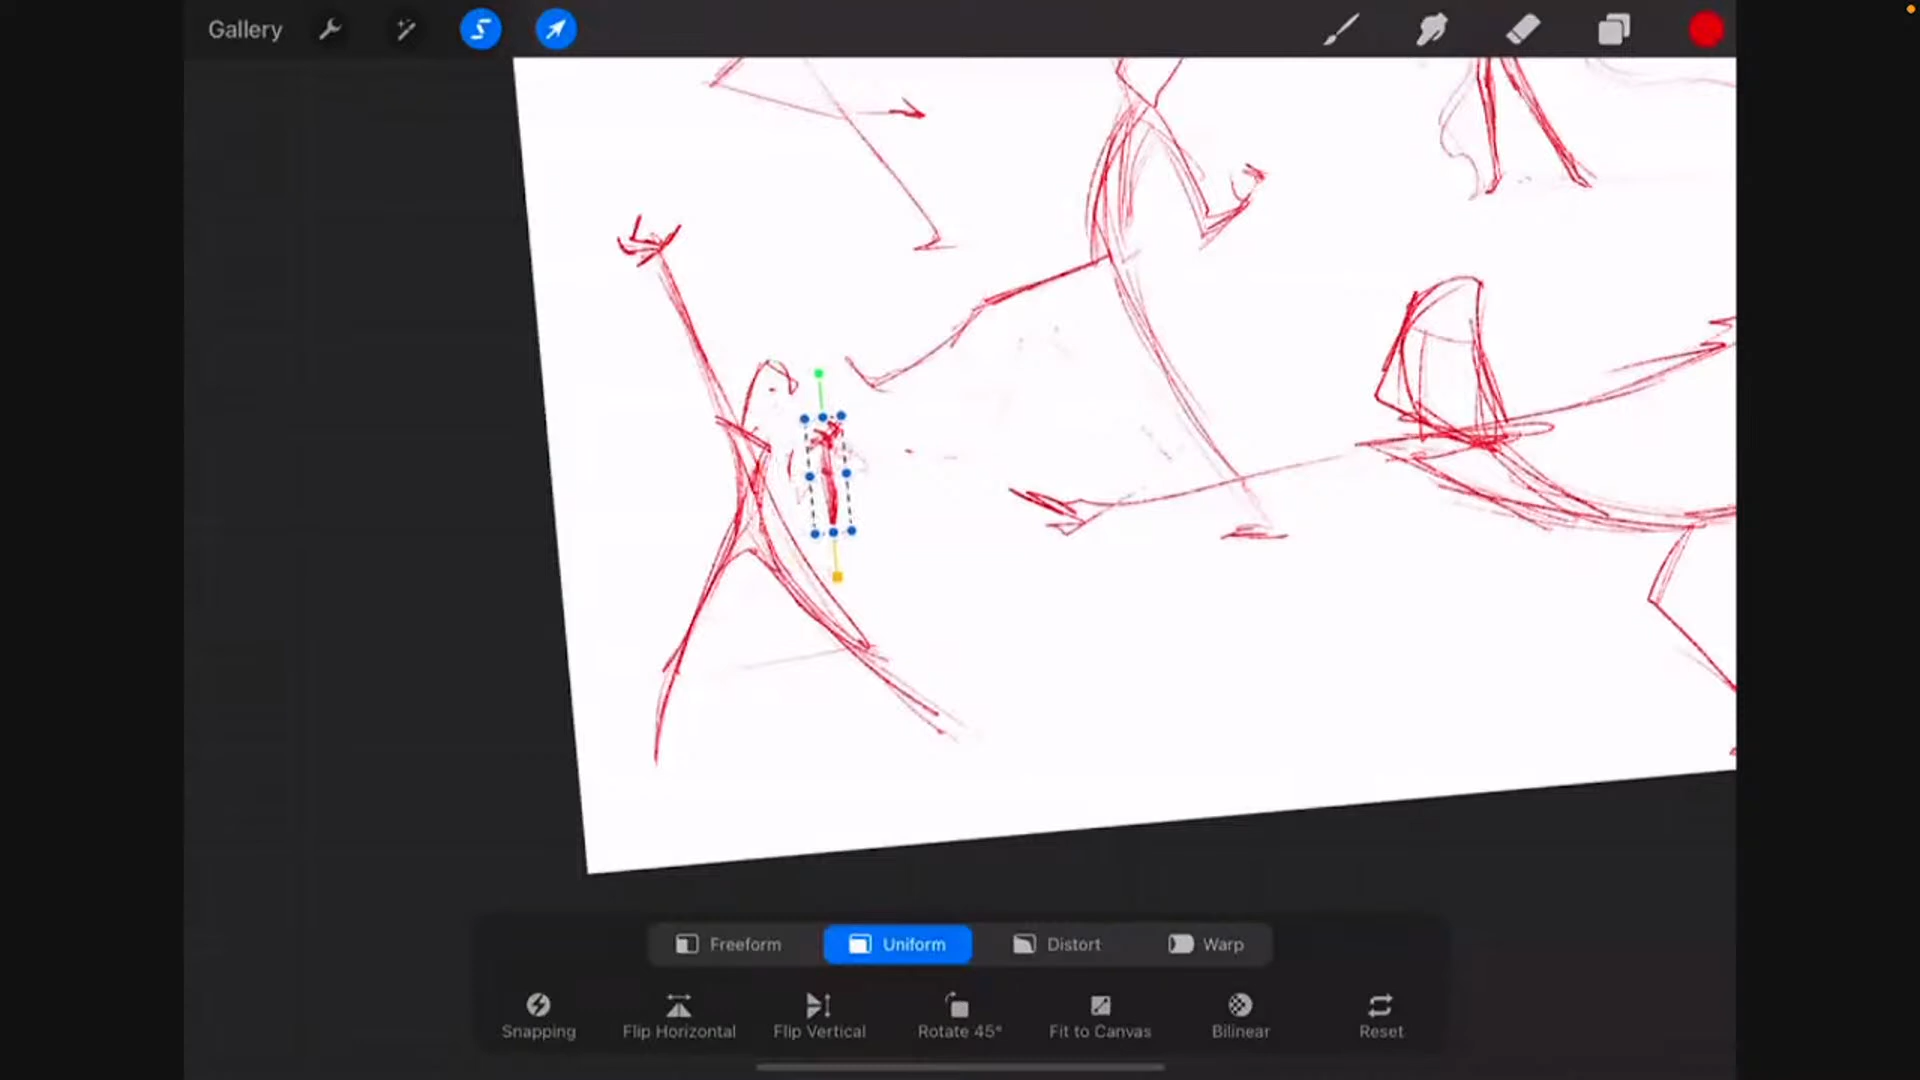 Gallery
Freeform Uniform Distort Warp
Snapping Flip Horizontal Flip Vertical Rotate 45° Fit to Canvas Bilinear Reset